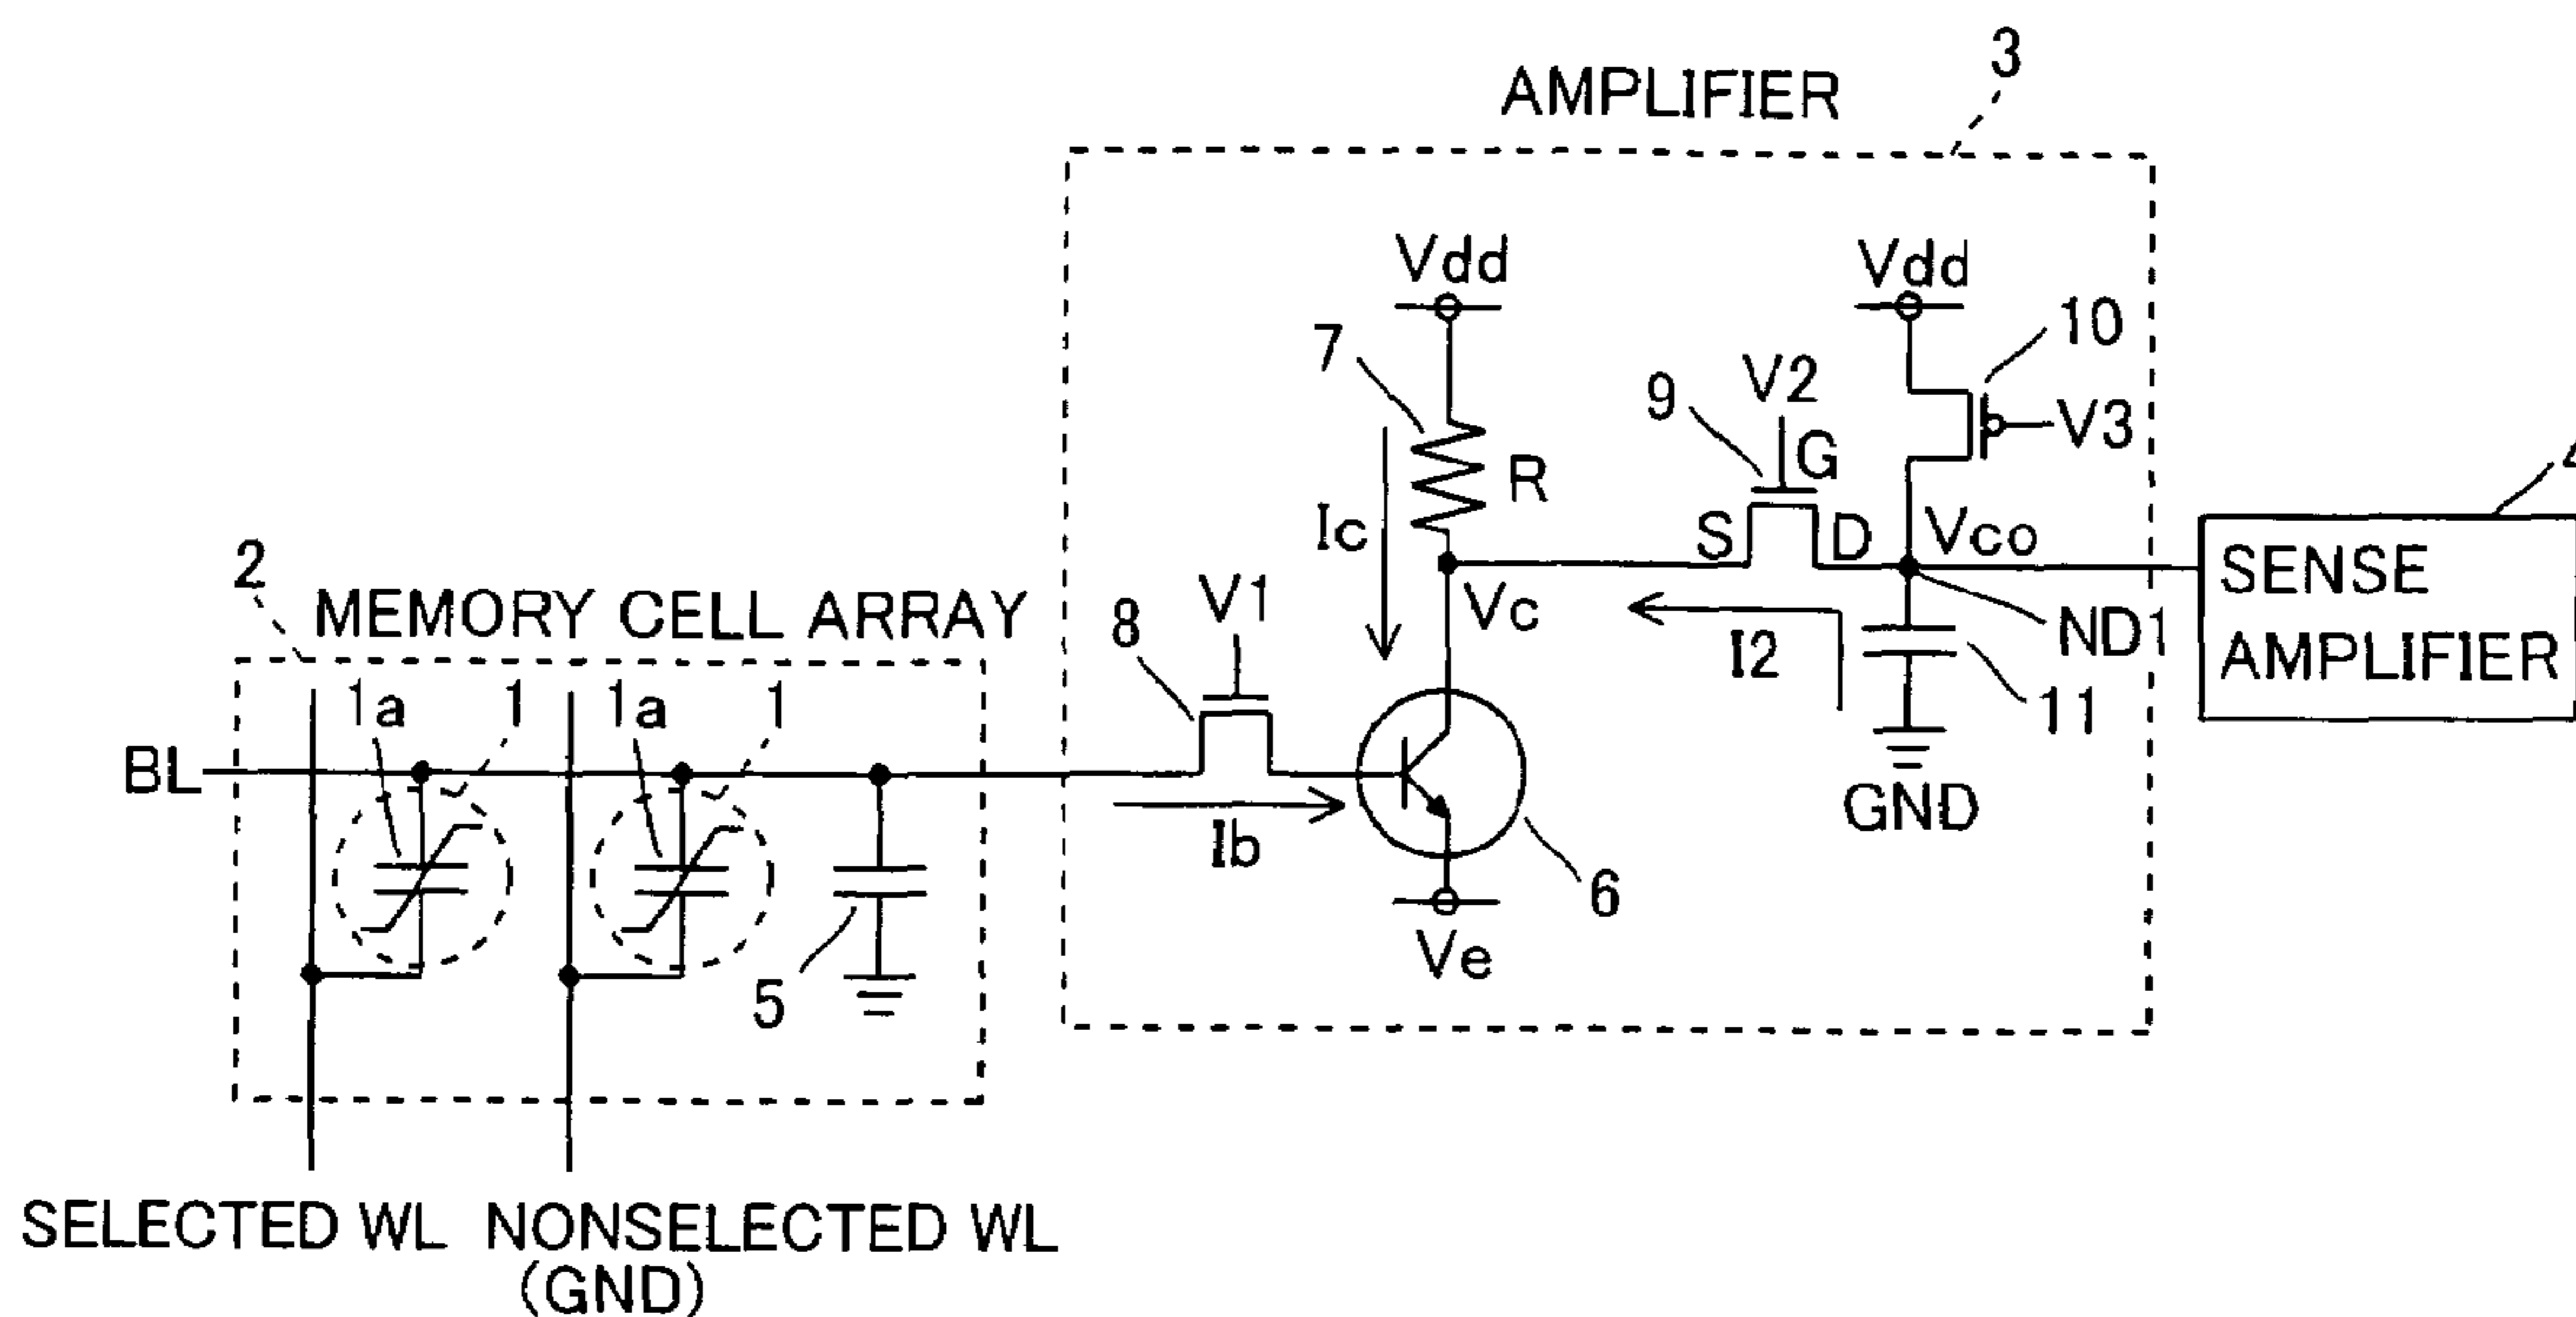 3
AMPLIFIER
Vdd
Vdd
10
7
V2
V3
9
G
R
Ic
S
D
Vco
4
SENSE
AMPLIFIER
2
MEMORY CELL ARRAY
V1
8
Vc
I2
ND1
1a
1
1a
1
11
BL
GND
Ib
6
5
Ve
SELECTED WL
NONSELECTED WL
(GND)